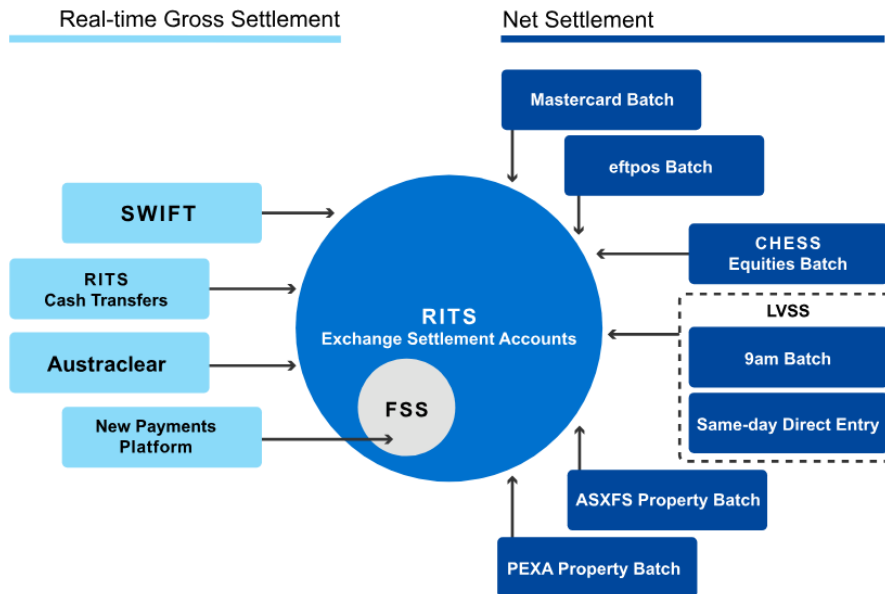 Real-time Gross Settlement
Net Settlement
Mastercard Batch
eftpos Batch
SWIFT
CHESS
Equities Batch
RITS
Cash Transfers
LVSS
RITS
Exchange Settlement Accounts
9am Batch
Austraclear
FSS
Same-day Direct Entry
New Payments
Platform
ASXFS Property Batch
PEXA Property Batch